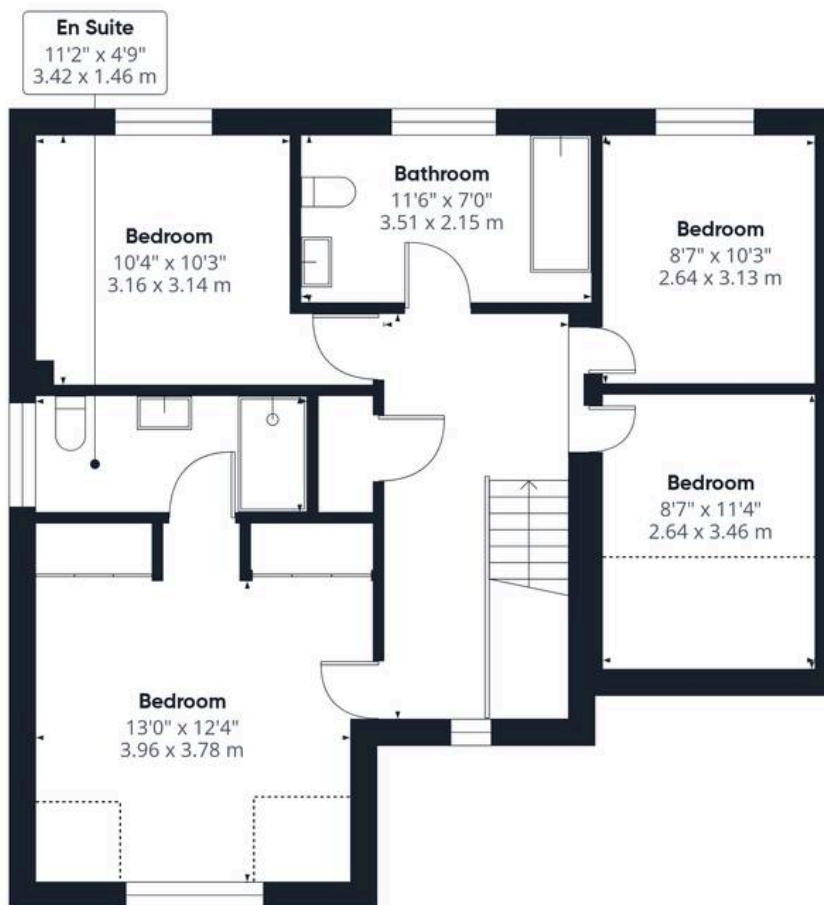 En Suite
11'2" x 4'9"
3.42 x 1.46 m
Bedroom
10'4" x 10'3"
3.16 x 3.14 m
Bathroom
11'6" x 7'0"
3.51 x 2.15 m
Bedroom
8'7" x 10'3"
2.64 x 3.13 m
Bedroom
8'7" x 11'4"
2.64 x 3.46 m
Bedroom
13'0" x 12'4"
3.96 x 3.78 m